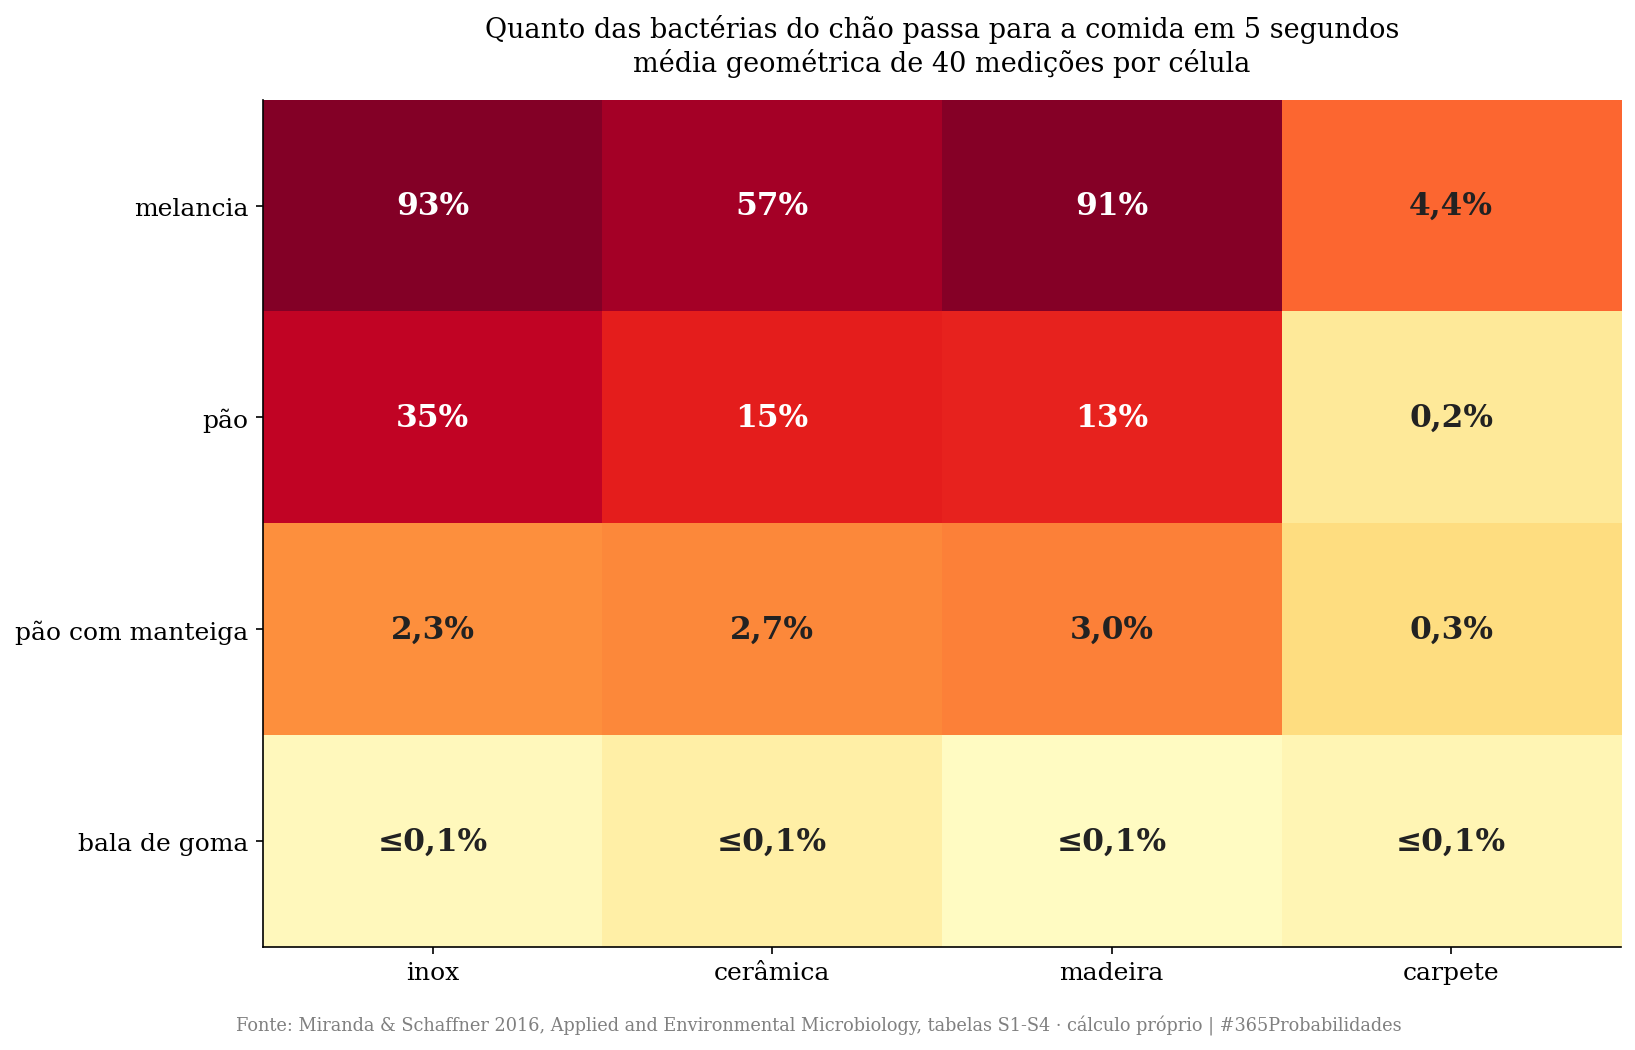 Quanto das bactérias do chão passa para a comida em 5 segundos
média geométrica de 40 medições por célula
melancia 93% 57% 91% 4,4%
pão 35% 15% 13% 0,2%
pão com manteiga 2,3% 2,7% 3,0% 0,3%
bala de goma ≤0,1% ≤0,1% ≤0,1% ≤0,1%
inox cerâmica madeira carpete
Fonte: Miranda & Schaffner 2016, Applied and Environmental Microbiology, tabelas S1-S4 · cálculo próprio | #365Probabilidades